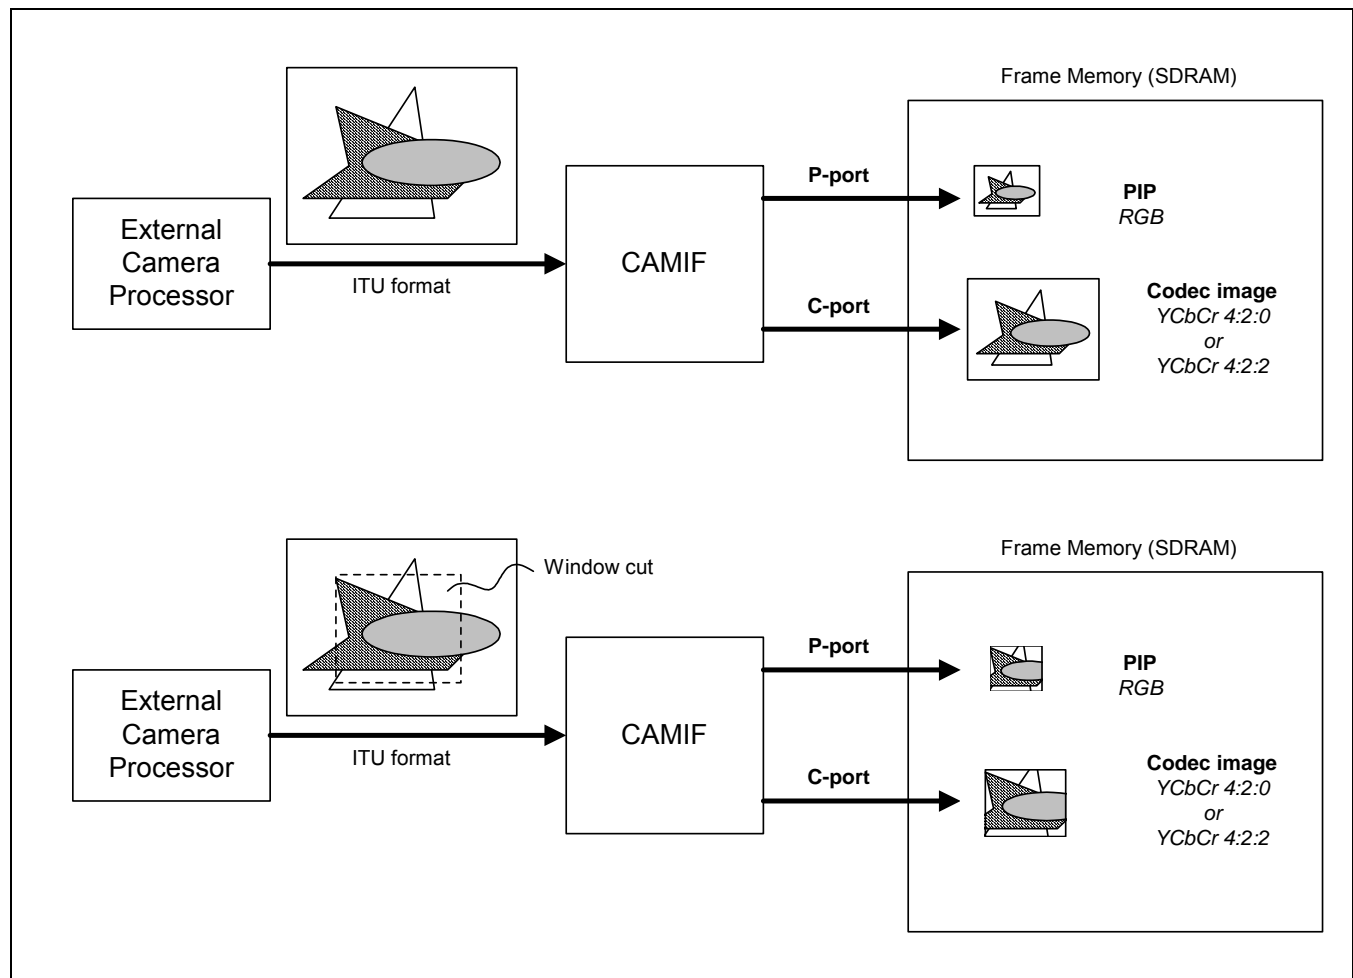 Frame Memory (SDRAM)
External
Camera
Processor
ITU format
CAMIF
P-port
C-port
PIP
RGB
Codec image
YCbCr 4:2:0
or
YCbCr 4:2:2
Frame Memory (SDRAM)
Window cut
External
Camera
Processor
ITU format
CAMIF
P-port
C-port
PIP
RGB
Codec image
YCbCr 4:2:0
or
YCbCr 4:2:2